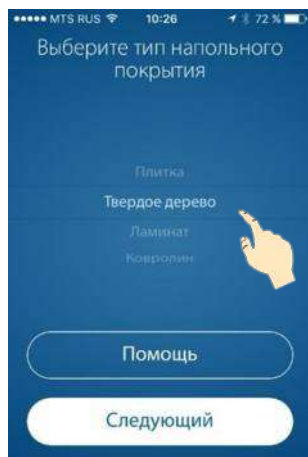 MTS RUS 10:26 72 %
Выберите тип напольного
покрытия
Плитка
Твердое дерево
Ламинат
Ковролин
Помощь
Следующий